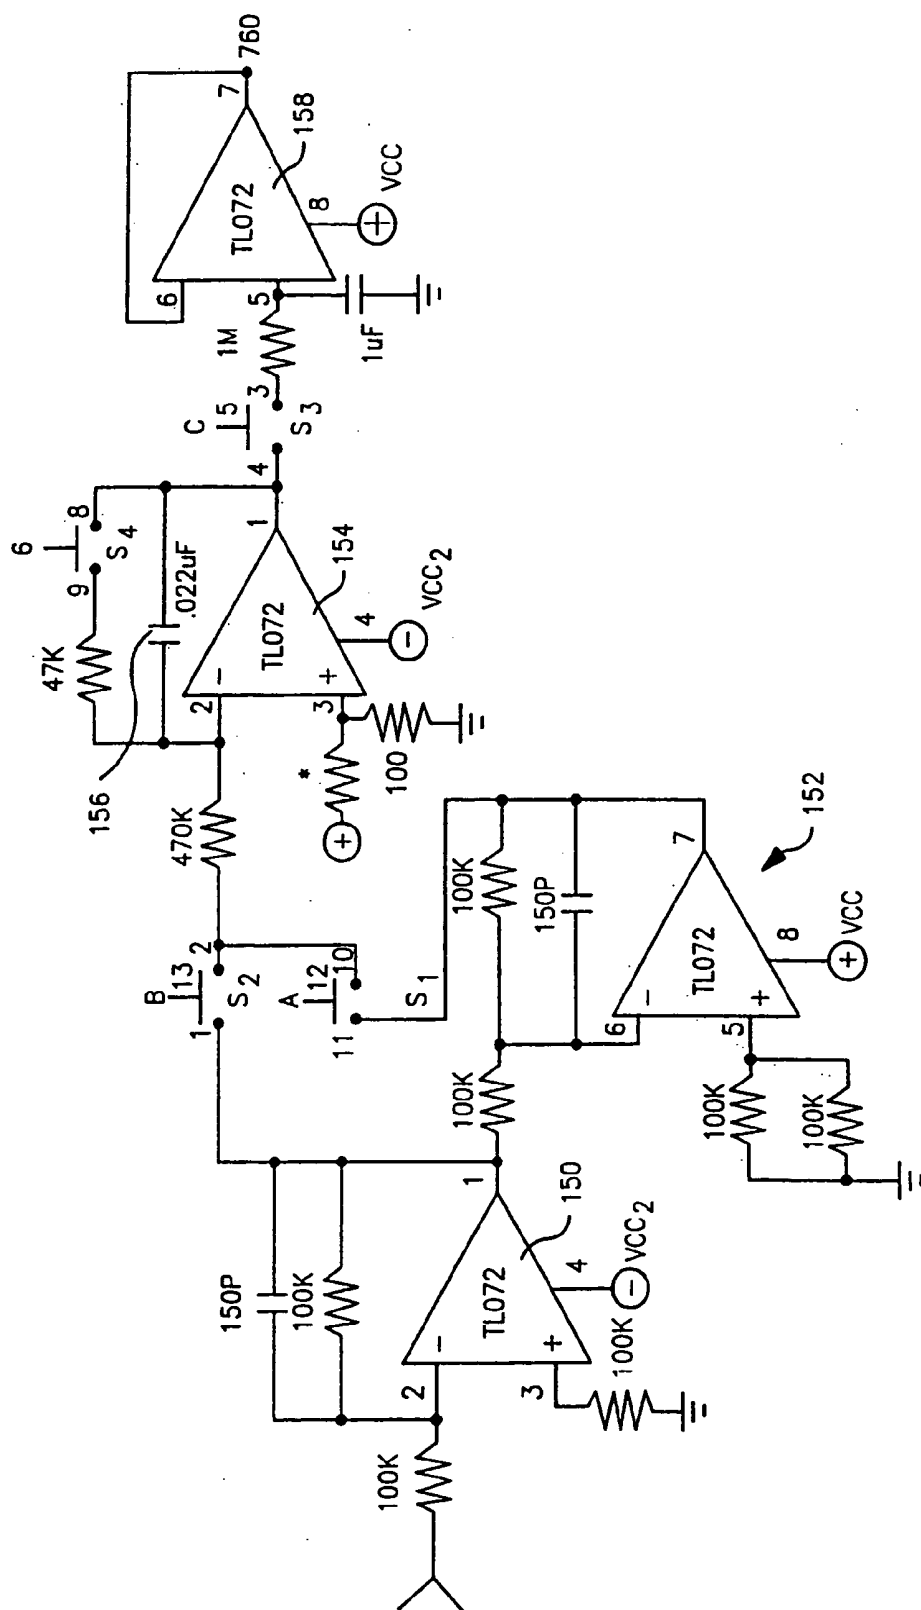 100K
150P
100K
2
3
TL072
-
+
1
150
4
-
VCC2
100K
B
13
1
2
S2
A
12
11
10
S1
100K
100K
150P
6
5
-
+
TL072
7
152
8
+
VCC
100K
100K
470K
156
47K
9
8
6
S4
.022uF
2
3
-
+
TL072
1
154
4
-
VCC2
*
+
100
C
5
4
3
S3
1M
1uF
6
5
TL072
7
760
158
8
+
VCC